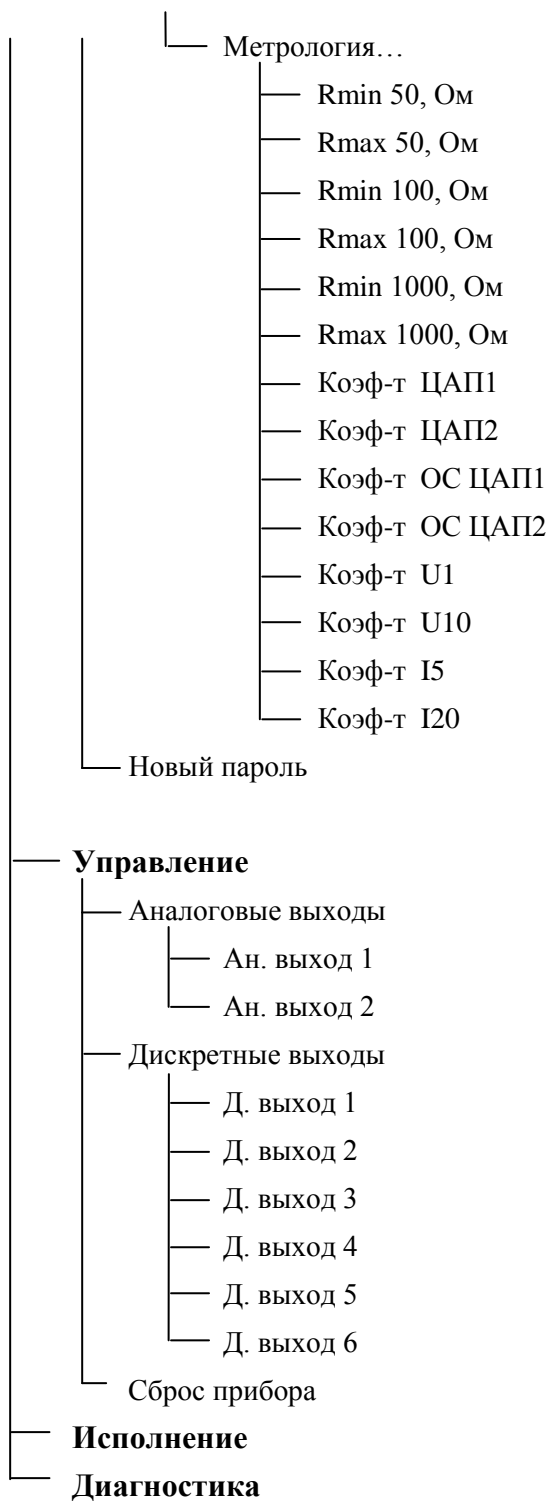 Метрология…
Rmin 50, Ом
Rmax 50, Ом
Rmin 100, Ом
Rmax 100, Ом
Rmin 1000, Ом
Rmax 1000, Ом
Коэф-т ЦАП1
Коэф-т ЦАП2
Коэф-т ОС ЦАП1
Коэф-т ОС ЦАП2
Коэф-т U1
Коэф-т U10
Коэф-т I5
Коэф-т I20
Новый пароль
Управление
Аналоговые выходы
Ан. выход 1
Ан. выход 2
Дискретные выходы
Д. выход 1
Д. выход 2
Д. выход 3
Д. выход 4
Д. выход 5
Д. выход 6
Сброс прибора
Исполнение
Диагностика